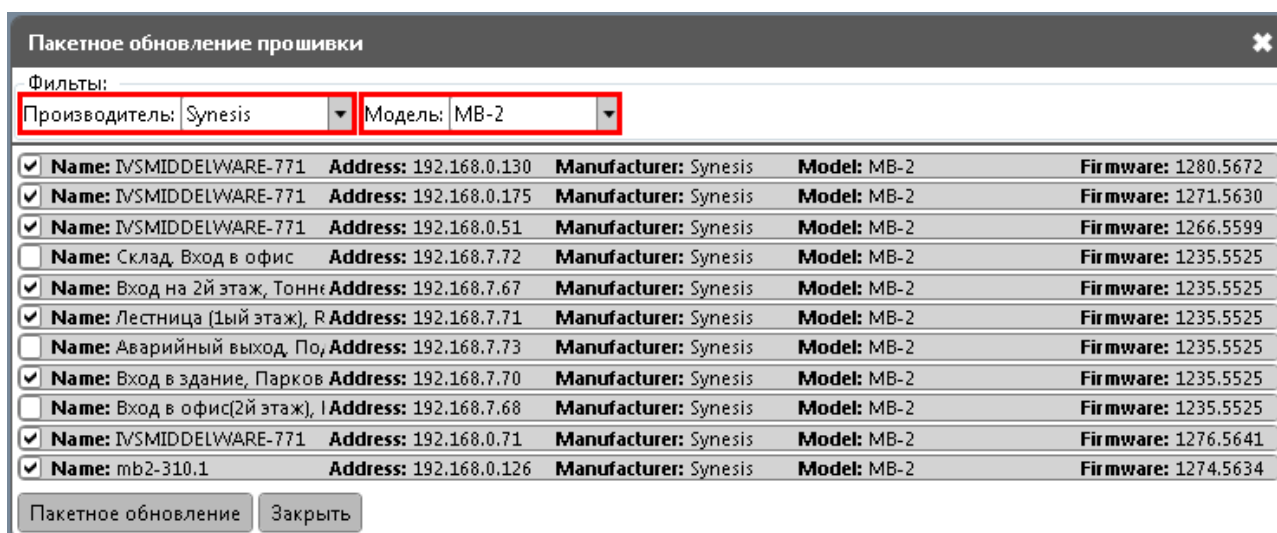 Пакетное обновление прошивки
Фильты:
Производитель: Synesis Модель: MB-2
Name: IVSMIDDELWARE-771 Address: 192.168.0.130 Manufacturer: Synesis Model: MB-2 Firmware: 1280.5672
Name: IVSMIDDELWARE-771 Address: 192.168.0.175 Manufacturer: Synesis Model: MB-2 Firmware: 1271.5630
Name: IVSMIDDELWARE-771 Address: 192.168.0.51 Manufacturer: Synesis Model: MB-2 Firmware: 1266.5599
Name: Склад, Вход в офис Address: 192.168.7.72 Manufacturer: Synesis Model: MB-2 Firmware: 1235.5525
Name: Вход на 2й этаж, Тонне Address: 192.168.7.67 Manufacturer: Synesis Model: MB-2 Firmware: 1235.5525
Name: Лестница (1ый этаж), R Address: 192.168.7.71 Manufacturer: Synesis Model: MB-2 Firmware: 1235.5525
Name: Аварийный выход, По Address: 192.168.7.73 Manufacturer: Synesis Model: MB-2 Firmware: 1235.5525
Name: Вход в здание, Парков Address: 192.168.7.70 Manufacturer: Synesis Model: MB-2 Firmware: 1235.5525
Name: Вход в офис(2й этаж), Address: 192.168.7.68 Manufacturer: Synesis Model: MB-2 Firmware: 1235.5525
Name: IVSMIDDELWARE-771 Address: 192.168.0.71 Manufacturer: Synesis Model: MB-2 Firmware: 1276.5641
Name: mb2-310.1 Address: 192.168.0.126 Manufacturer: Synesis Model: MB-2 Firmware: 1274.5634
Пакетное обновление Закрыть